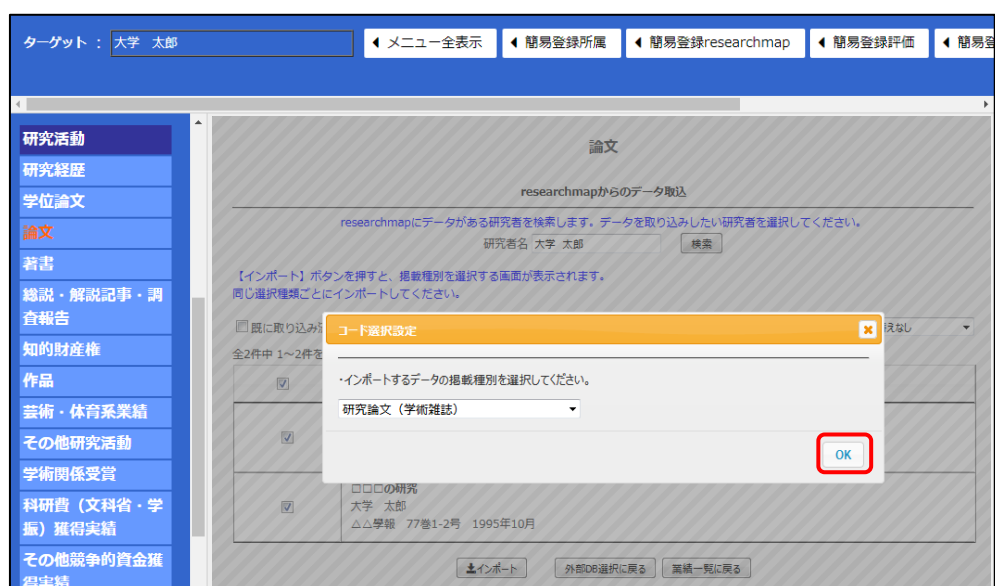 ターゲット ： 大学 太郎
メニュー全表示
簡易登録所属
簡易登録researchmap
簡易登録評価
簡易登
研究活動
研究経歴
学位論文
論文
著書
総説・解説記事・調
査報告
知的財産権
作品
芸術・体育系業績
その他研究活動
学術関係受賞
科研費（文科省・学
振）獲得実績
その他競争的資金獲
得実績
論文
researchmapからのデータ取込
researchmapにデータがある研究者を検索します。データを取り込みしたい研究者を選択してください。
研究者名 大学 太郎 検索
【インポート】ボタンを押すと、掲載種別を選択する画面が表示されます。
同じ選択種類ごとにインポートしてください。
既に取り込み済
えなし
全2件中 1～2件を
コード選択設定
・インポートするデータの掲載種別を選択してください。
研究論文（学術雑誌）
OK
□□□の研究
大学 太郎
△△學報 77巻1-2号 1995年10月
インポート 外部DB選択に戻る 業績一覧に戻る